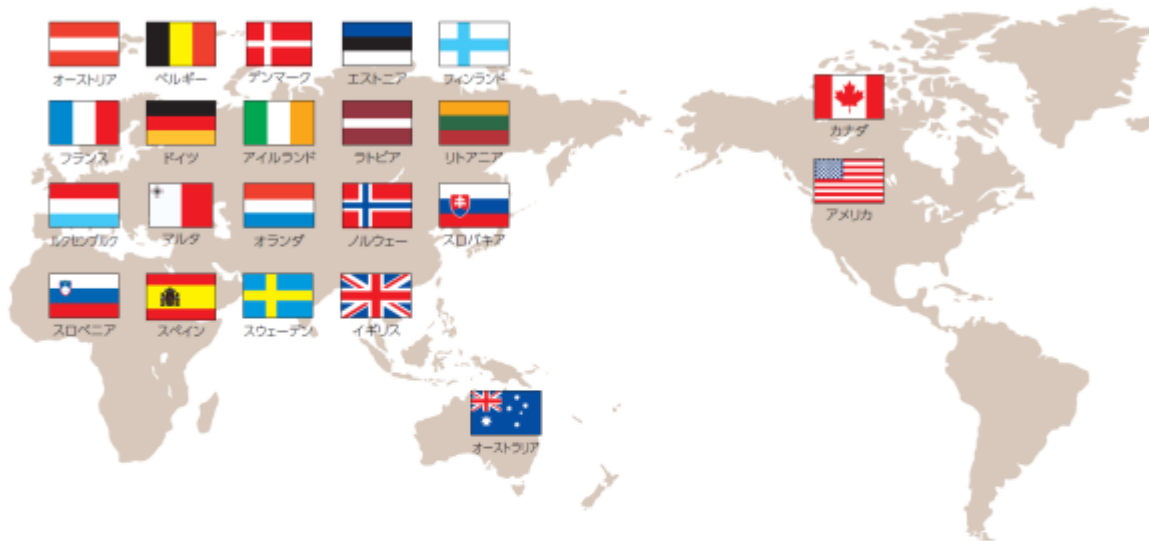 オーストリア
ベルギー
デンマーク
エストニア
フィンランド
フランス
ドイツ
アイルランド
ラトビア
リトアニア
ルクセンブルク
マルタ
オランダ
ノルウェー
スロバキア
スロベニア
スペイン
スウェーデン
イギリス
カナダ
アメリカ
オーストラリア